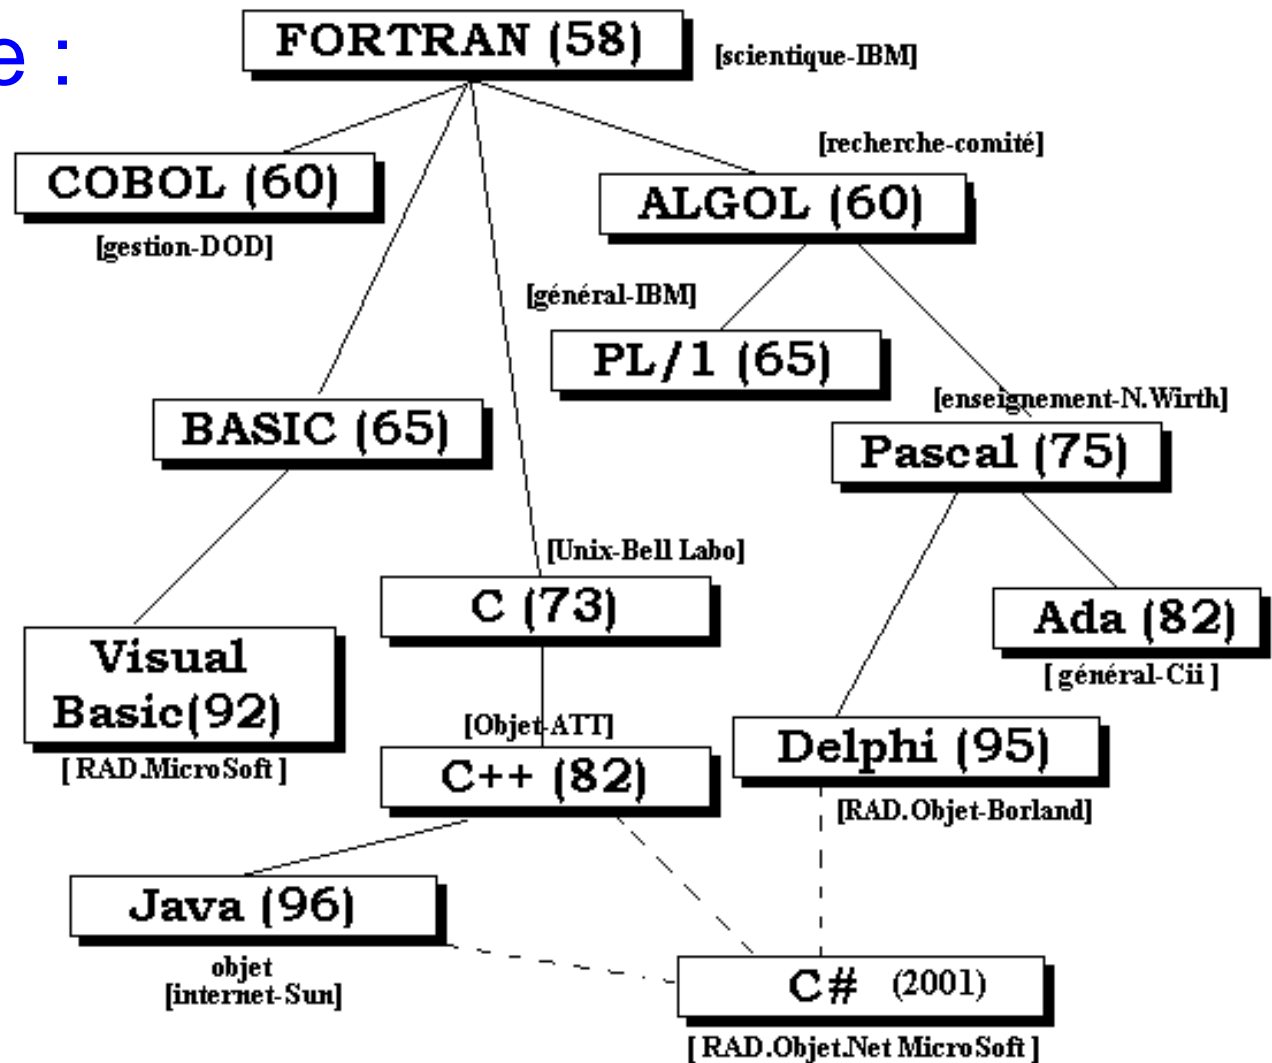 e :
FORTRAN (58)
[scientique-IBM]
[recherche-comité]
COBOL (60)
ALGOL (60)
[gestion-DOD]
[général-IBM]
PL/1 (65)
[enseignement-N.Wirth]
BASIC (65)
Pascal (75)
[Unix-Bell Labo]
C (73)
Ada (82)
[général-Cii]
Visual
Basic(92)
[RAD.MicroSoft]
[Objet-ATT]
C++ (82)
Delphi (95)
[RAD.Objet-Borland]
Java (96)
objet
[internet-Sun]
C# (2001)
[RAD.Objet.Net MicroSoft]